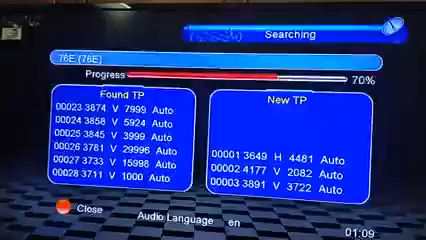 Searching
76E (76E)
Progress 70%
Found TP
00023 3874 V 7999 Auto
00024 3858 V 5924 Auto
00025 3845 V 3999 Auto
00026 3781 V 29996 Auto
00027 3733 V 15998 Auto
00028 3711 V 1000 Auto
New TP
00001 3649 H 4481 Auto
00002 4177 V 2082 Auto
00003 3891 V 3722 Auto
Close
Audio Language en
01:09